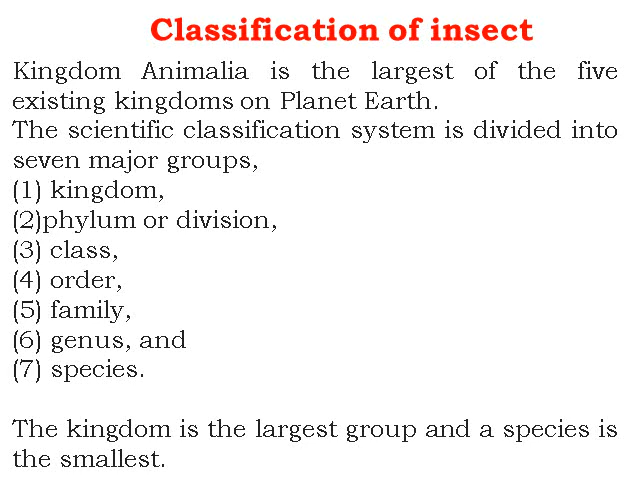 Classification of insect
Kingdom Animalia is the largest of the five
existing kingdoms on Planet Earth.
The scientific classification system is divided into
seven major groups,
(1) kingdom,
(2)phylum or division,
(3) class,
(4) order,
(5) family,
(6) genus, and
(7) species.
The kingdom is the largest group and a species is
the smallest.